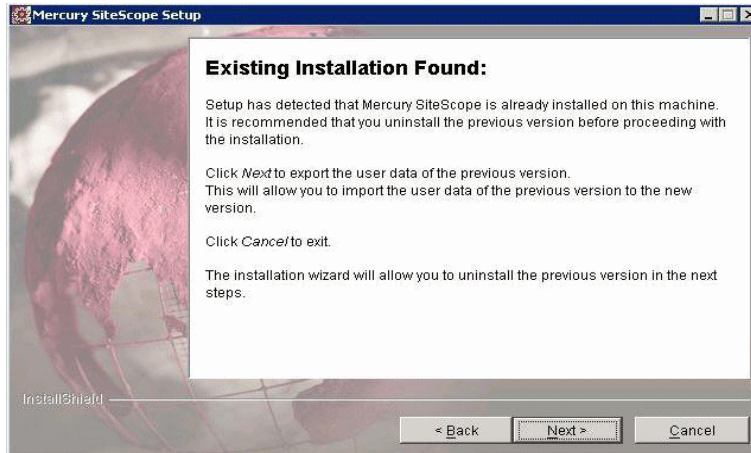 Mercury SiteScope Setup
Existing Installation Found:
Setup has detected that Mercury SiteScope is already installed on this machine.
It is recommended that you uninstall the previous version before proceeding with
the installation.
Click Next to export the user data of the previous version.
This will allow you to import the user data of the previous version to the new
version.
Click Cancel to exit.
The installation wizard will allow you to uninstall the previous version in the next
steps.
InstallShield
< Back Next > Cancel